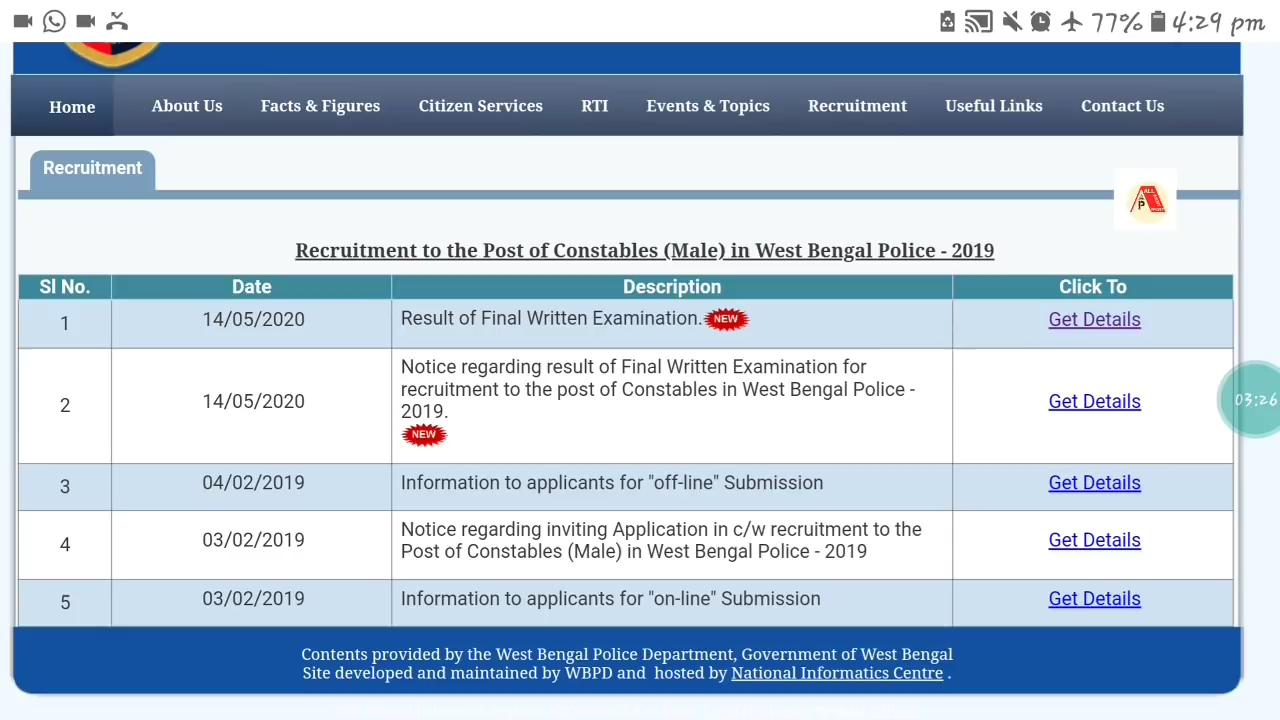 77% 4:29 pm
Home About Us Facts & Figures Citizen Services RTI Events & Topics Recruitment Useful Links Contact Us
Recruitment
ALL
P
Recruitment to the Post of Constables (Male) in West Bengal Police - 2019
Sl No. Date Description Click To
1 14/05/2020 Result of Final Written Examination. NEW Get Details
Notice regarding result of Final Written Examination for
2 14/05/2020 recruitment to the post of Constables in West Bengal Police - Get Details
2019.
NEW
03:26
3 04/02/2019 Information to applicants for "off-line" Submission Get Details
4 03/02/2019 Notice regarding inviting Application in c/w recruitment to the Get Details
Post of Constables (Male) in West Bengal Police - 2019
5 03/02/2019 Information to applicants for "on-line" Submission Get Details
Contents provided by the West Bengal Police Department, Government of West Bengal
Site developed and maintained by WBPD and hosted by National Informatics Centre .